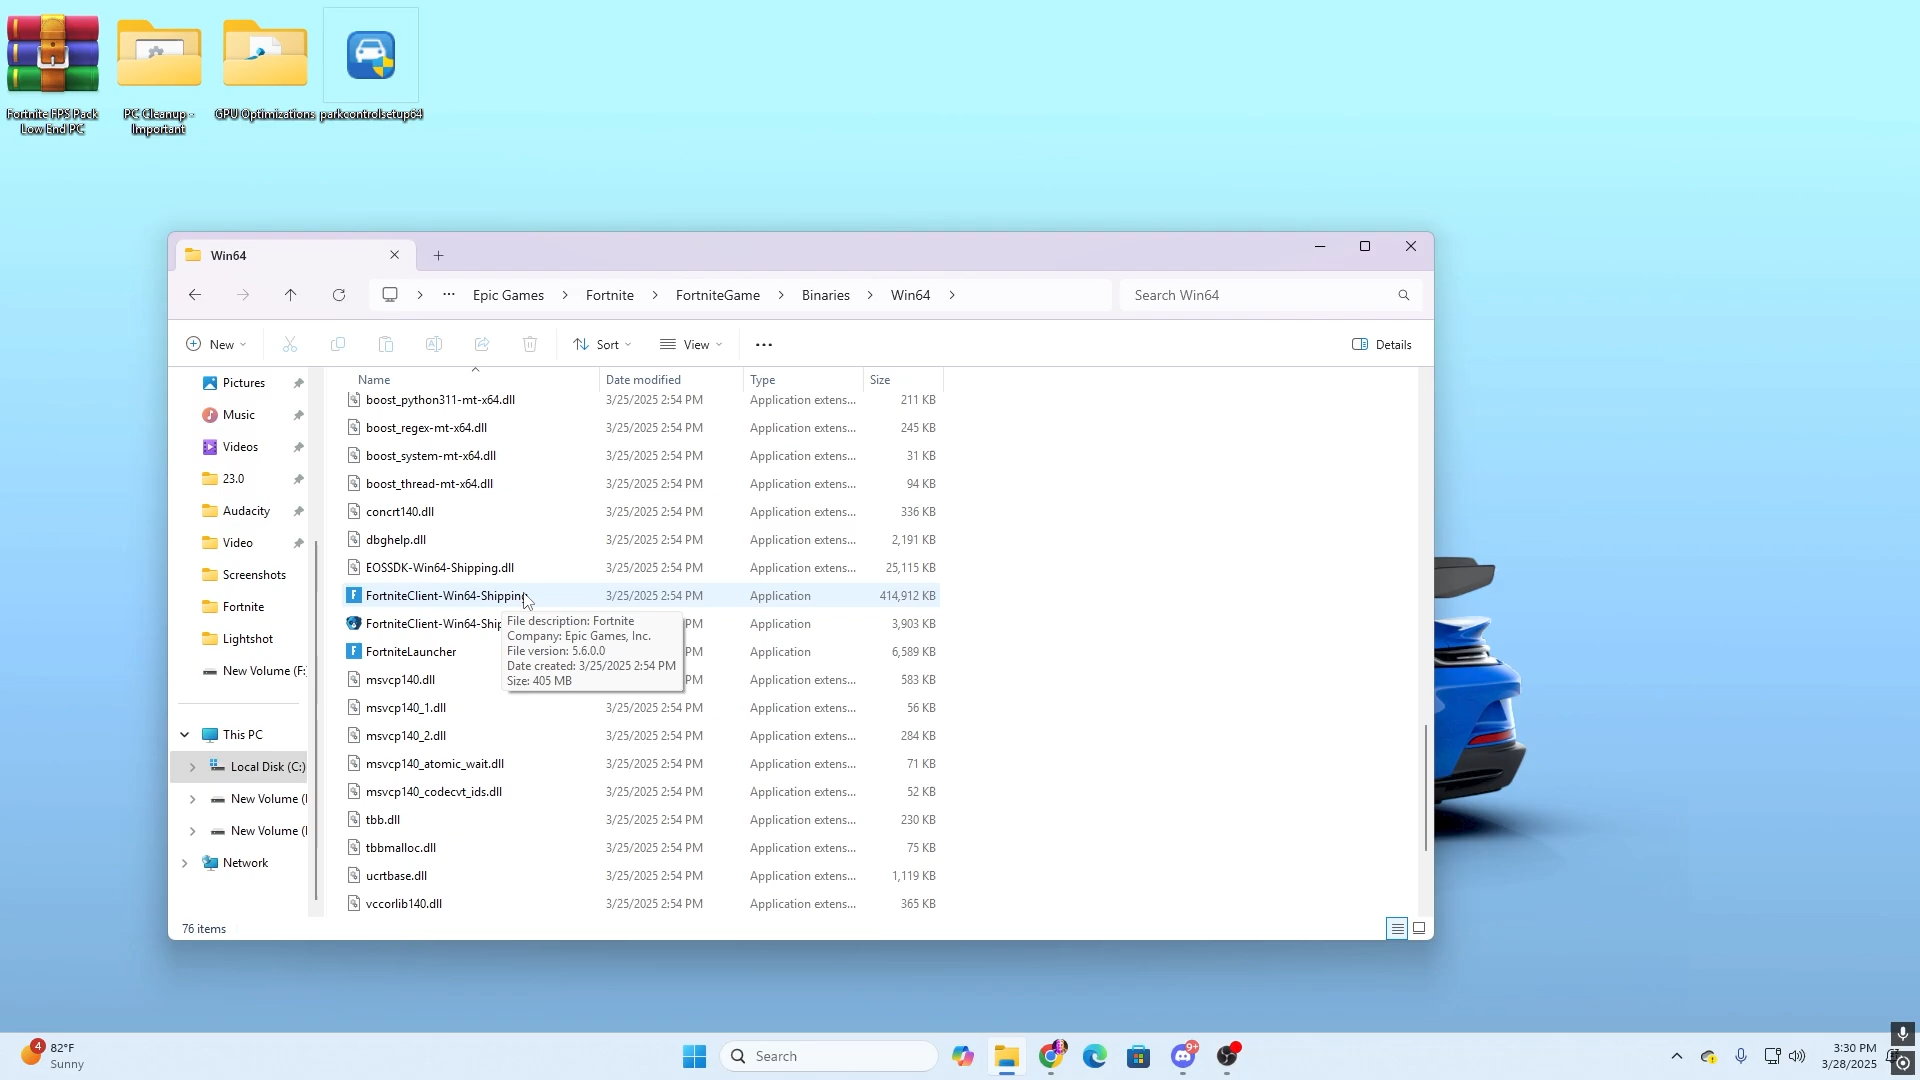 Fortnite FPS Pack
Low End PC
PC Cleanup -
Important
GPU Optimizations
parkcontrolsetup64
Win64
Epic Games
Fortnite
FortniteGame
Binaries
Win64
Search Win64
New
Sort
View
Details
Name
Date modified
Type
Size
Pictures
Music
Videos
23.0
Audacity
Video
Screenshots
Fortnite
Lightshot
New Volume (F:
This PC
Local Disk (C:)
New Volume (
New Volume (
Network
boost_python311-mt-x64.dll 3/25/2025 2:54 PM Application extens... 211 KB
boost_regex-mt-x64.dll 3/25/2025 2:54 PM Application extens... 245 KB
boost_system-mt-x64.dll 3/25/2025 2:54 PM Application extens... 31 KB
boost_thread-mt-x64.dll 3/25/2025 2:54 PM Application extens... 94 KB
concrt140.dll 3/25/2025 2:54 PM Application extens... 336 KB
dbghelp.dll 3/25/2025 2:54 PM Application extens... 2,191 KB
EOSSDK-Win64-Shipping.dll 3/25/2025 2:54 PM Application extens... 25,115 KB
FortniteClient-Win64-Shipping 3/25/2025 2:54 PM Application 414,912 KB
FortniteClient-Win64-Ship PM Application 3,903 KB
FortniteLauncher PM Application 6,589 KB
msvcp140.dll PM Application extens... 583 KB
msvcp140_1.dll 3/25/2025 2:54 PM Application extens... 56 KB
msvcp140_2.dll 3/25/2025 2:54 PM Application extens... 284 KB
msvcp140_atomic_wait.dll 3/25/2025 2:54 PM Application extens... 71 KB
msvcp140_codecvt_ids.dll 3/25/2025 2:54 PM Application extens... 52 KB
tbb.dll 3/25/2025 2:54 PM Application extens... 230 KB
tbbmalloc.dll 3/25/2025 2:54 PM Application extens... 75 KB
ucrtbase.dll 3/25/2025 2:54 PM Application extens... 1,119 KB
vccorlib140.dll 3/25/2025 2:54 PM Application extens... 365 KB
File description: Fortnite
Company: Epic Games, Inc.
File version: 5.6.0.0
Date created: 3/25/2025 2:54 PM
Size: 405 MB
76 items
4
82°F
Sunny
Search
9+
3:30 PM
3/28/2025